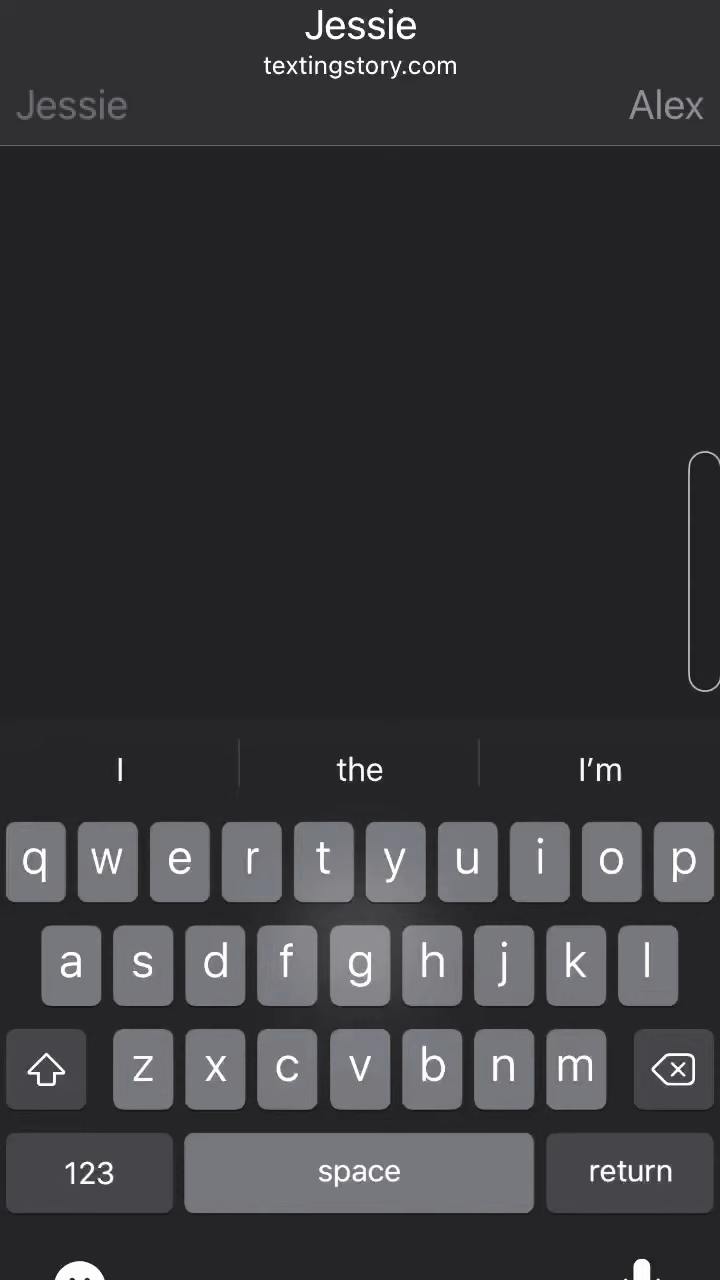 Jessie
textingstory.com
Jessie Alex
I the I’m
q w e r t y u i o p
a s d f g h j k l
z x c v b n m
123 space return